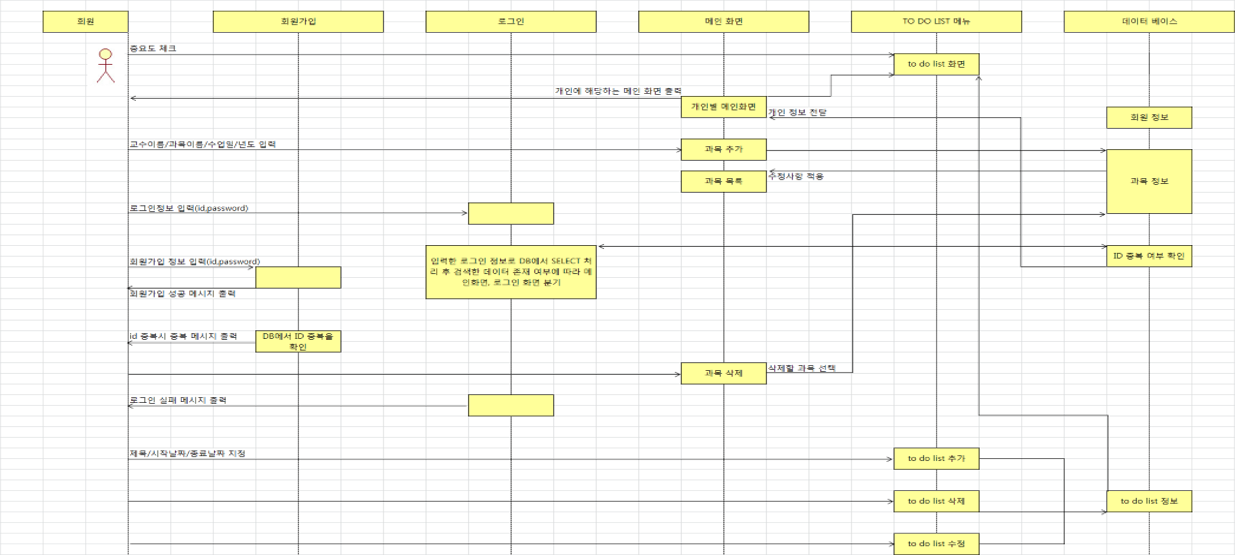 회원 회원가입 로그인 메인 화면 TO DO LIST 메뉴 데이터 베이스
중요도 체크
to do list 화면
개인에 해당하는 메인 화면 출력
개인별 메인화면
개인 정보 전달
회원 정보
교수이름/과목이름/수업일/년도 입력
과목 추가
과목 목록
수정사항 적용
과목 정보
로그인정보 입력(id,password)
입력한 로그인 정보로 DB에서 SELECT 처
리 후 검색한 데이터 존재 여부에 따라 메
인화면, 로그인 화면 분기
ID 중복 여부 확인
회원가입 정보 입력(id,password)
회원가입 성공 메시지 출력
id 중복시 중복 메시지 출력
DB에서 ID 중복을
확인
과목 삭제
삭제할 과목 선택
로그인 실패 메시지 출력
제목/시작날짜/종료날짜 지정
to do list 추가
to do list 삭제
to do list 정보
to do list 수정